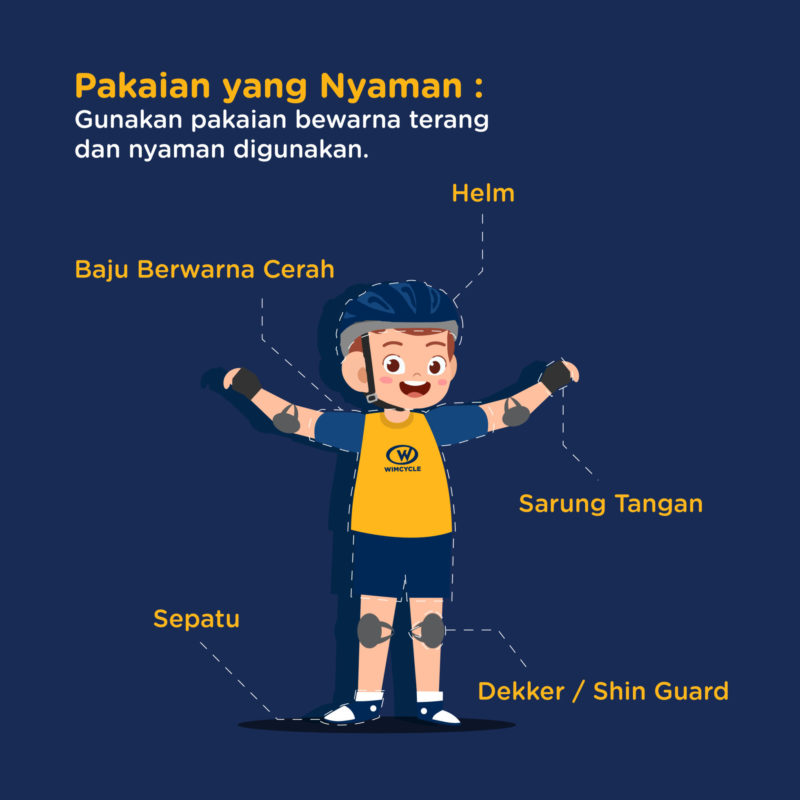 Pakaian yang Nyaman :
Gunakan pakaian bewarna terang
dan nyaman digunakan.
Helm
Baju Berwarna Cerah
W
WIMCYCLE
Sarung Tangan
Sepatu
Dekker / Shin Guard